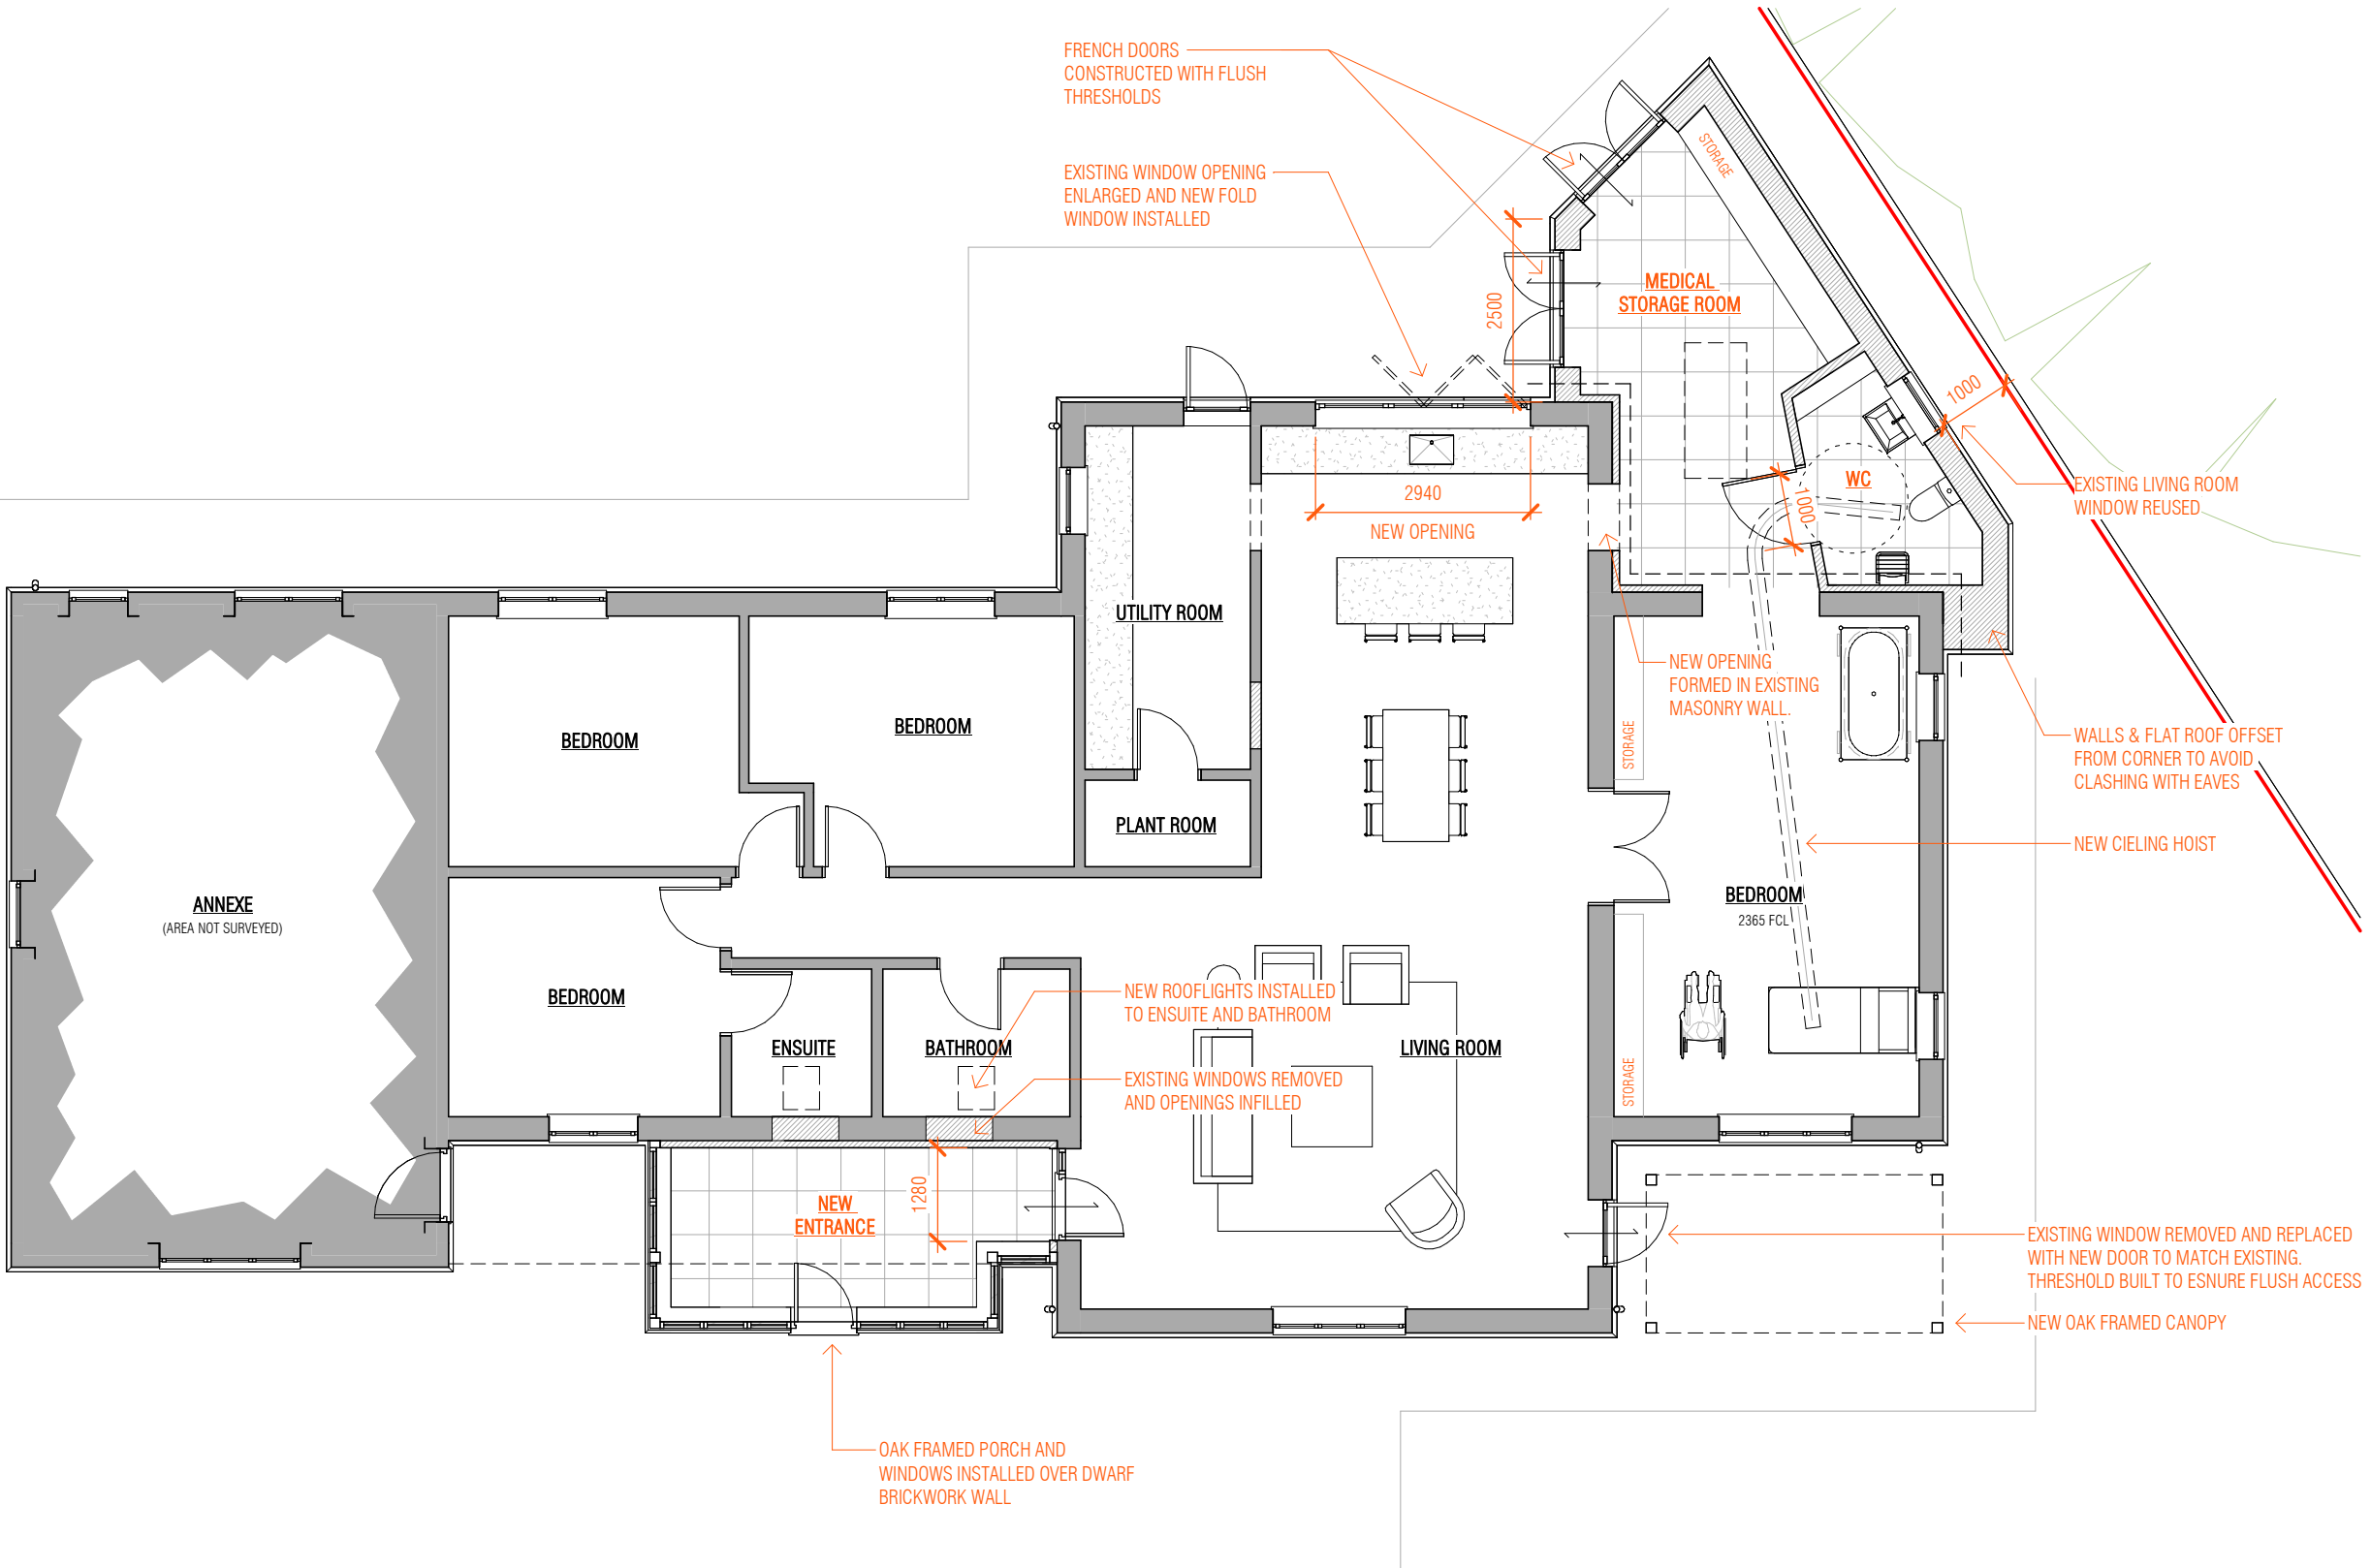 FRENCH DOORS
CONSTRUCTED WITH FLUSH
THRESHOLDS
EXISTING WINDOW OPENING
ENLARGED AND NEW FOLD
WINDOW INSTALLED
STORAGE
MEDICAL
STORAGE ROOM
2500
1000
WC
1000
EXISTING LIVING ROOM
WINDOW REUSED
2940
NEW OPENING
UTILITY ROOM
NEW OPENING
FORMED IN EXISTING
MASONRY WALL.
STORAGE
WALLS & FLAT ROOF OFFSET
FROM CORNER TO AVOID
CLASHING WITH EAVES
BEDROOM
BEDROOM
PLANT ROOM
NEW CIELING HOIST
ANNEXE
(AREA NOT SURVEYED)
BEDROOM
2365 FCL
BEDROOM
NEW ROOFLIGHTS INSTALLED
TO ENSUITE AND BATHROOM
ENSUITE
BATHROOM
LIVING ROOM
EXISTING WINDOWS REMOVED
AND OPENINGS INFILLED
STORAGE
1280
NEW
ENTRANCE
EXISTING WINDOW REMOVED AND REPLACED
WITH NEW DOOR TO MATCH EXISTING.
THRESHOLD BUILT TO ESNURE FLUSH ACCESS
NEW OAK FRAMED CANOPY
OAK FRAMED PORCH AND
WINDOWS INSTALLED OVER DWARF
BRICKWORK WALL